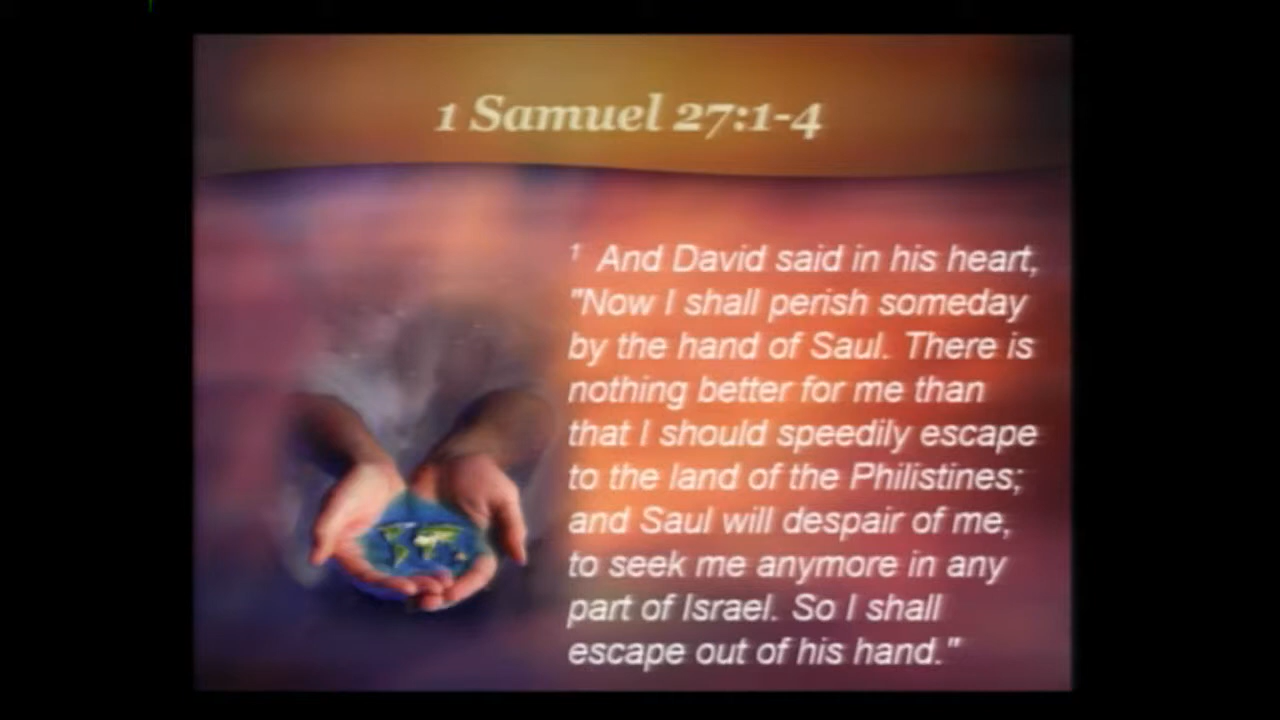 1 Samuel 27:1-4
1 And David said in his heart,
"Now I shall perish someday
by the hand of Saul. There is
nothing better for me than
that I should speedily escape
to the land of the Philistines;
and Saul will despair of me,
to seek me anymore in any
part of Israel. So I shall
escape out of his hand."